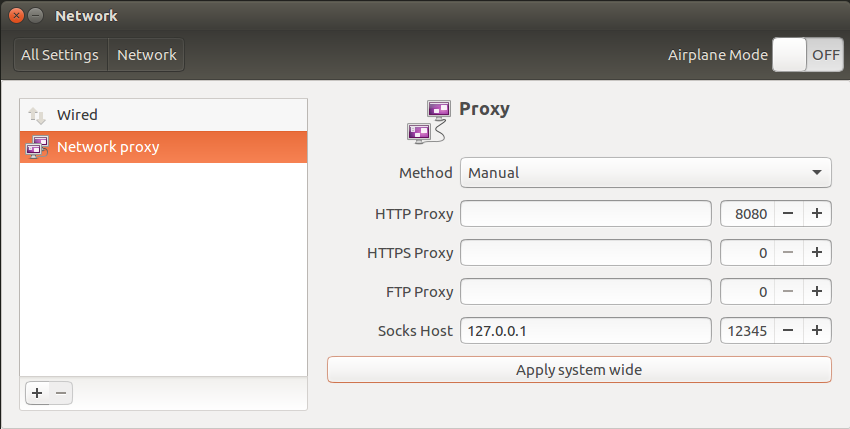 Network
All Settings Network Airplane Mode OFF
Wired
Network proxy
Proxy
Method Manual
HTTP Proxy 8080 − +
HTTPS Proxy 0 − +
FTP Proxy 0 − +
Socks Host 127.0.0.1 12345 − +
Apply system wide
+ −